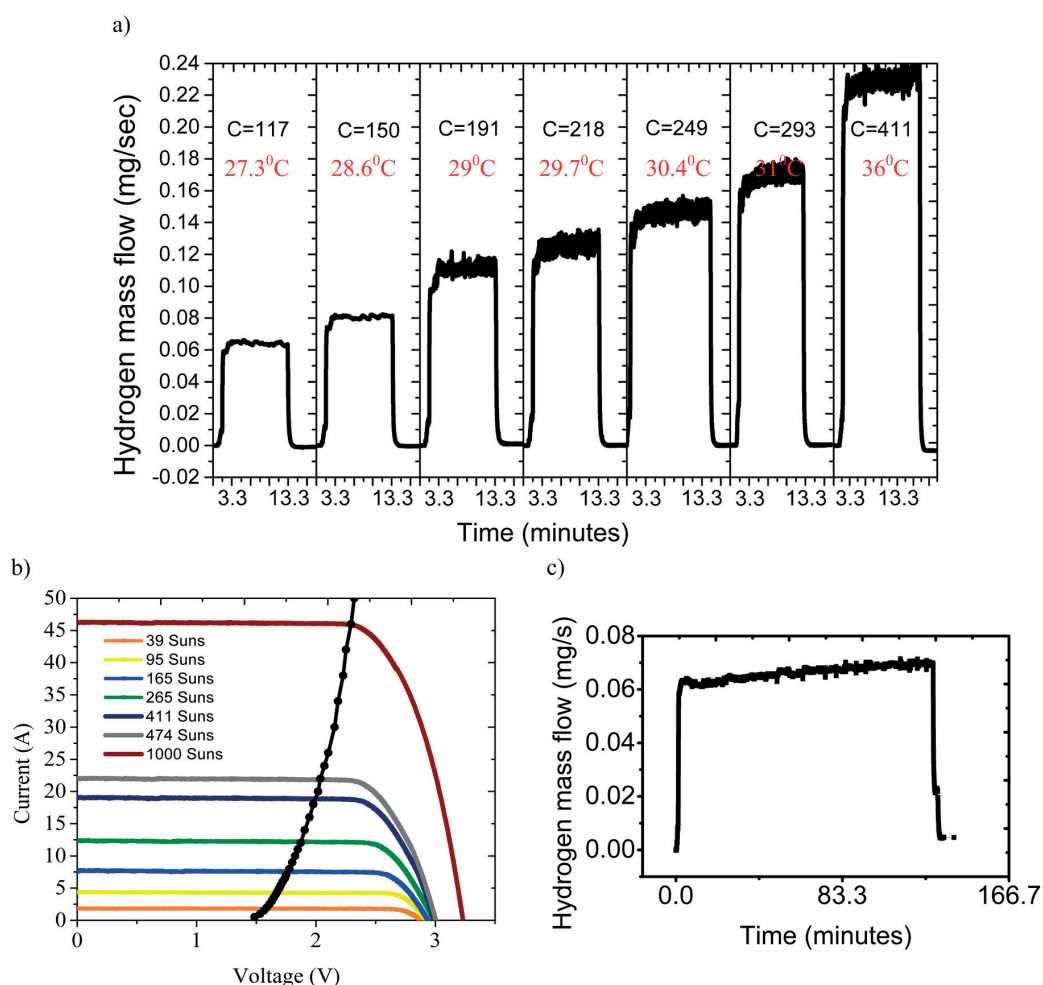 a)
Hydrogen mass flow (mg/sec)
0.24
0.22
0.20
0.18
0.16
0.14
0.12
0.10
0.08
0.06
0.04
0.02
0.00
-0.02
C=117
C=150
C=191
C=218
C=249
C=293
C=411
27.3⁰C
28.6⁰C
29⁰C
29.7⁰C
30.4⁰C
31⁰C
36⁰C
3.3 13.3 3.3 13.3 3.3 13.3 3.3 13.3 3.3 13.3 3.3 13.3 3.3 13.3
Time (minutes)
b)
Current (A)
50
45
40
35
30
25
20
15
10
5
0
39 Suns
95 Suns
165 Suns
265 Suns
411 Suns
474 Suns
1000 Suns
0 1 2 3
Voltage (V)
c)
Hydrogen mass flow (mg/s)
0.08
0.06
0.04
0.02
0.00
0.0 83.3 166.7
Time (minutes)